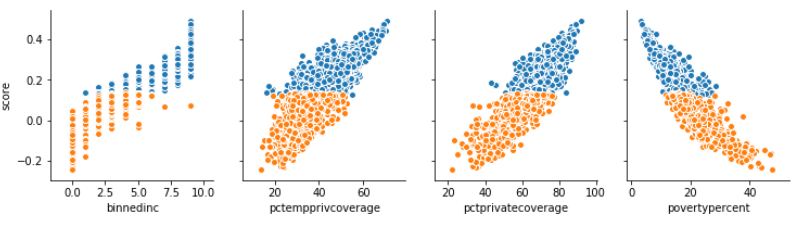 score
0.4
0.2
0.0
−0.2
0.0 2.5 5.0 7.5 10.0
binnedinc
20 40 60
pctempprivcoverage
20 40 60 80 100
pctprivatecoverage
0 20 40
povertypercent